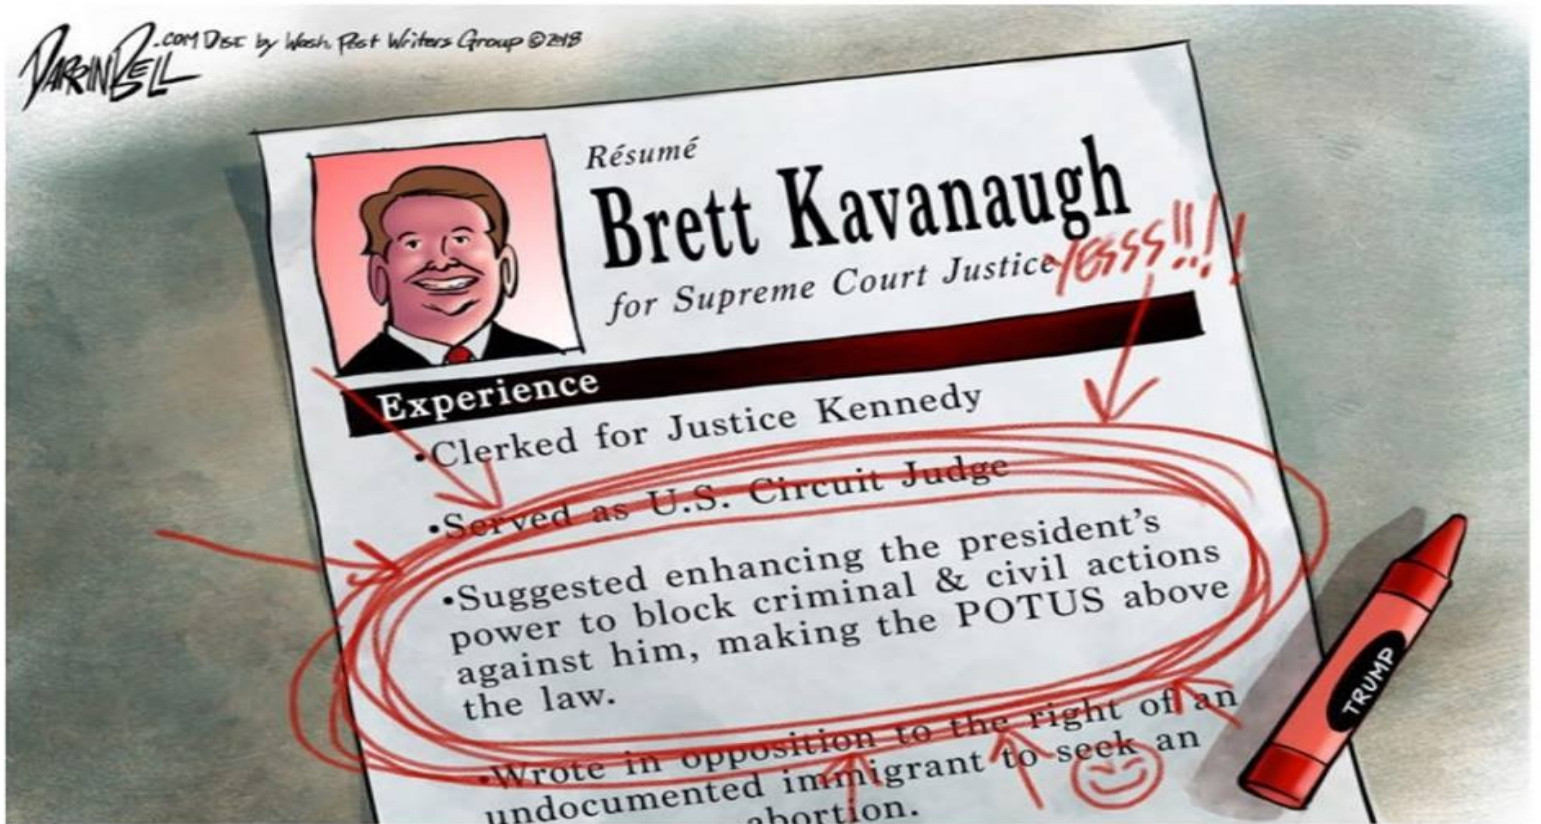 DARRINBELL.COM DIST by Wash. Post Writers Group ©2018
Résumé
Brett Kavanaugh
for Supreme Court Justice
YESSSS!!!!
Experience
•Clerked for Justice Kennedy
•Served as U.S. Circuit Judge
•Suggested enhancing the president's
power to block criminal & civil actions
against him, making the POTUS above
the law.
•Wrote in opposition to the right of an
undocumented immigrant to seek an
abortion.
TRUMP